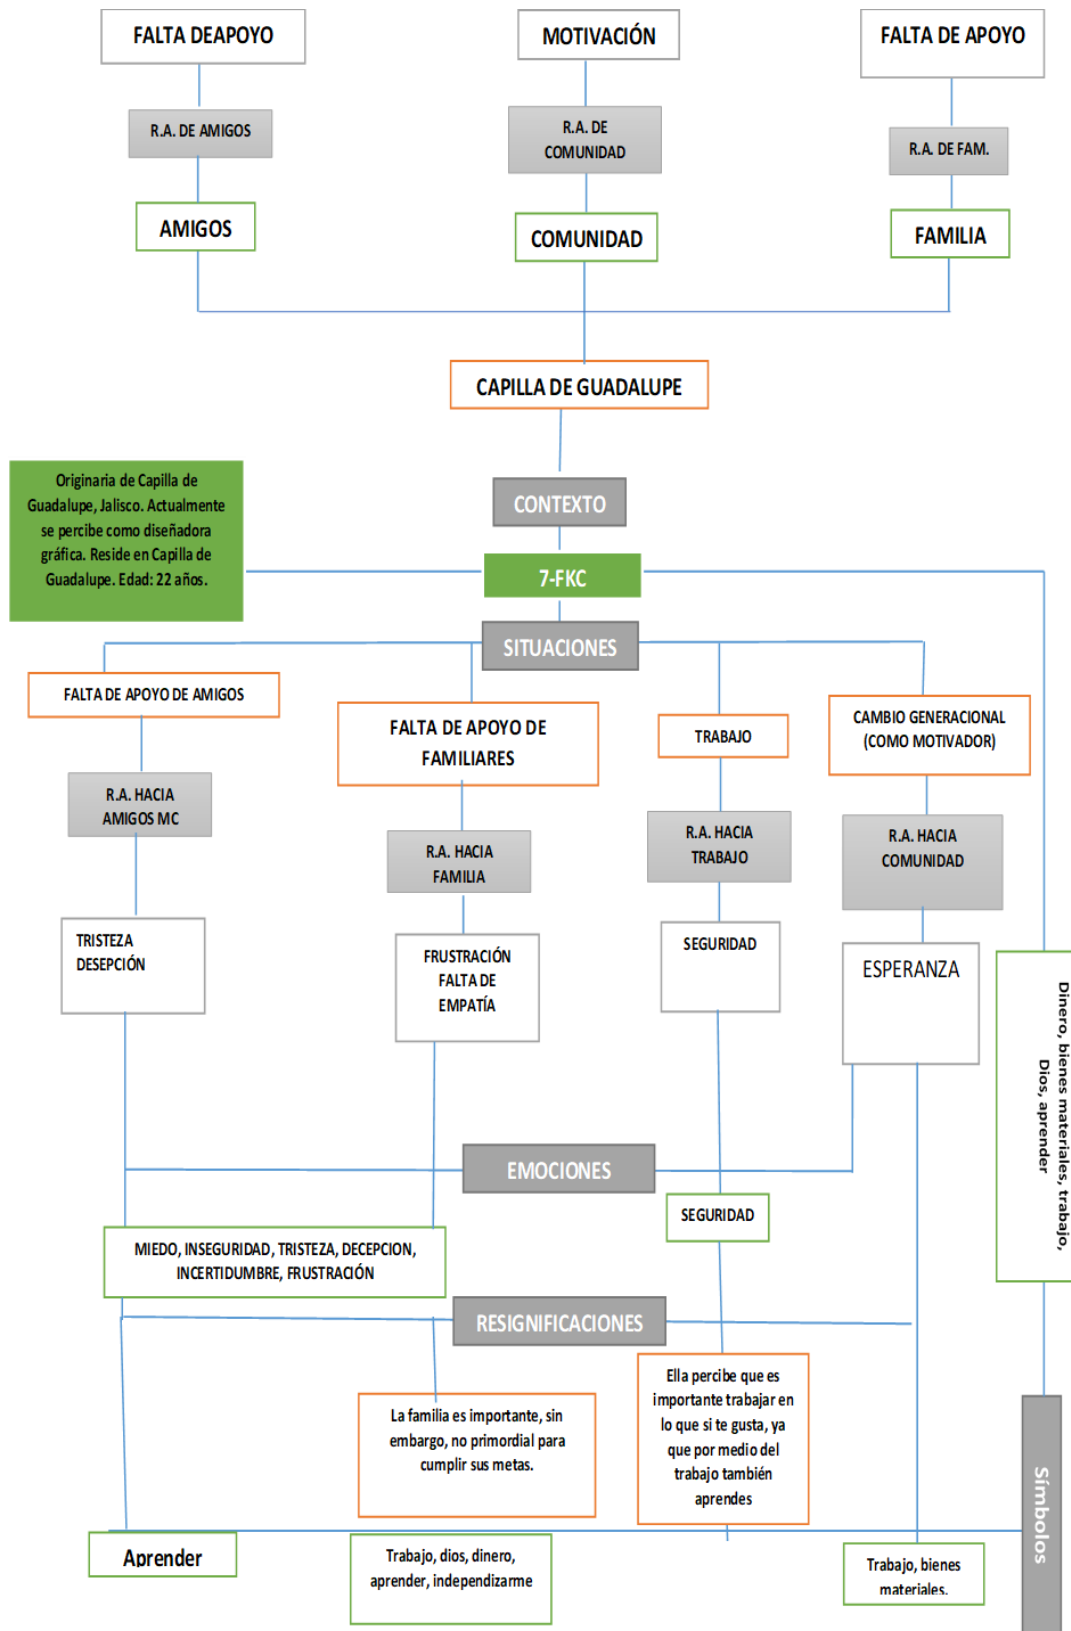 FALTA DEAPOYO
MOTIVACIÓN
FALTA DE APOYO
R.A. DE AMIGOS
R.A. DE
COMUNIDAD
R.A. DE FAM.
AMIGOS
COMUNIDAD
FAMILIA
CAPILLA DE GUADALUPE
CONTEXTO
Originaria de Capilla de
Guadalupe, Jalisco. Actualmente
se percibe como diseñadora
gráfica. Reside en Capilla de
Guadalupe. Edad: 22 años.
7-FKC
SITUACIONES
FALTA DE APOYO DE AMIGOS
FALTA DE APOYO DE
FAMILIARES
TRABAJO
CAMBIO GENERACIONAL
(COMO MOTIVADOR)
R.A. HACIA
AMIGOS MC
R.A. HACIA
FAMILIA
R.A. HACIA
TRABAJO
R.A. HACIA
COMUNIDAD
TRISTEZA
DESEPCIÓN
FRUSTRACIÓN
FALTA DE
EMPATÍA
SEGURIDAD
ESPERANZA
Dinero, bienes materiales, trabajo,
Dios, aprender
EMOCIONES
SEGURIDAD
MIEDO, INSEGURIDAD, TRISTEZA, DECEPCION,
INCERTIDUMBRE, FRUSTRACIÓN
RESIGNIFICACIONES
La familia es importante, sin
embargo, no primordial para
cumplir sus metas.
Ella percibe que es
importante trabajar en
lo que si te gusta, ya
que por medio del
trabajo también
aprendes
Símbolos
Aprender
Trabajo, dios, dinero,
aprender, independizarme
Trabajo, bienes
materiales.